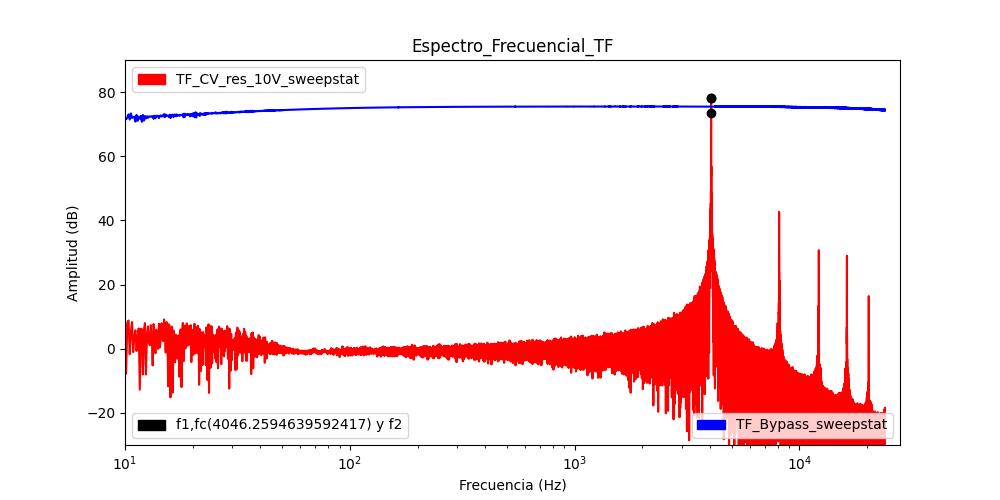 Espectro_Frecuencial_TF
TF_CV_res_10V_sweepstat
Amplitud (dB)
80
60
40
20
0
−20
f1,fc(4046.2594639592417) y f2
TF_Bypass_sweepstat
10¹
10²
10³
10⁴
Frecuencia (Hz)